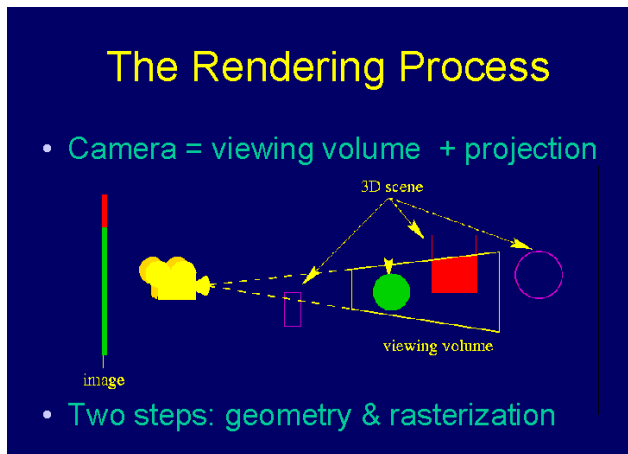 The Rendering Process
• Camera = viewing volume + projection
3D scene
viewing volume
image
• Two steps: geometry & rasterization